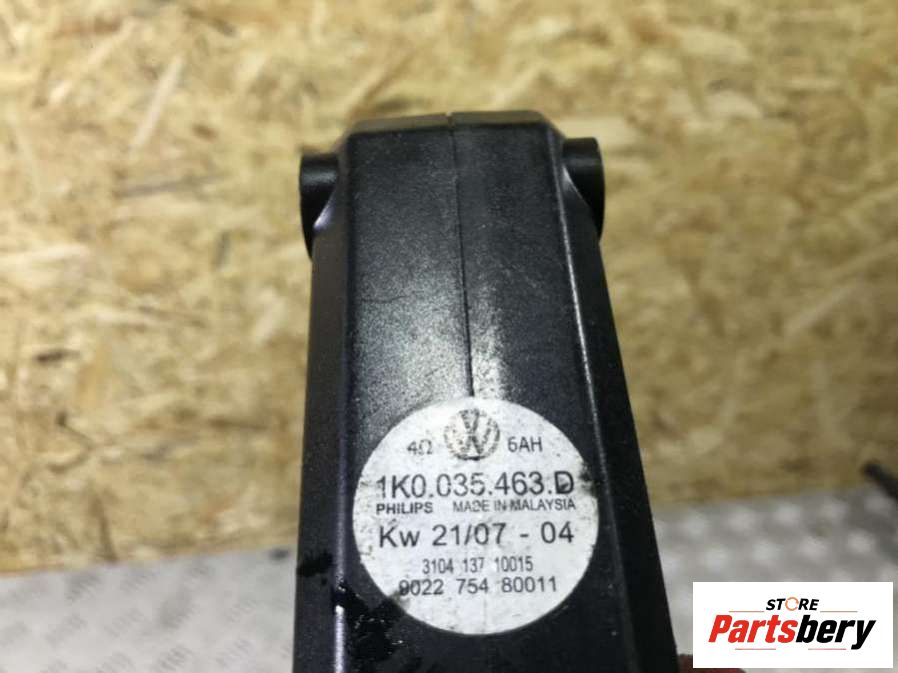 4Ω VW 6AH
1K0.035.463.D
PHILIPS MADE IN MALAYSIA
Kw 21/07 - 04
3104 137 10015
9022 754 80011
STORE
Partsbery